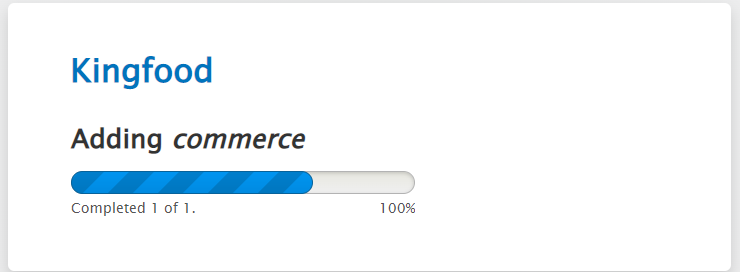 Kingfood
Adding commerce
Completed 1 of 1. 100%